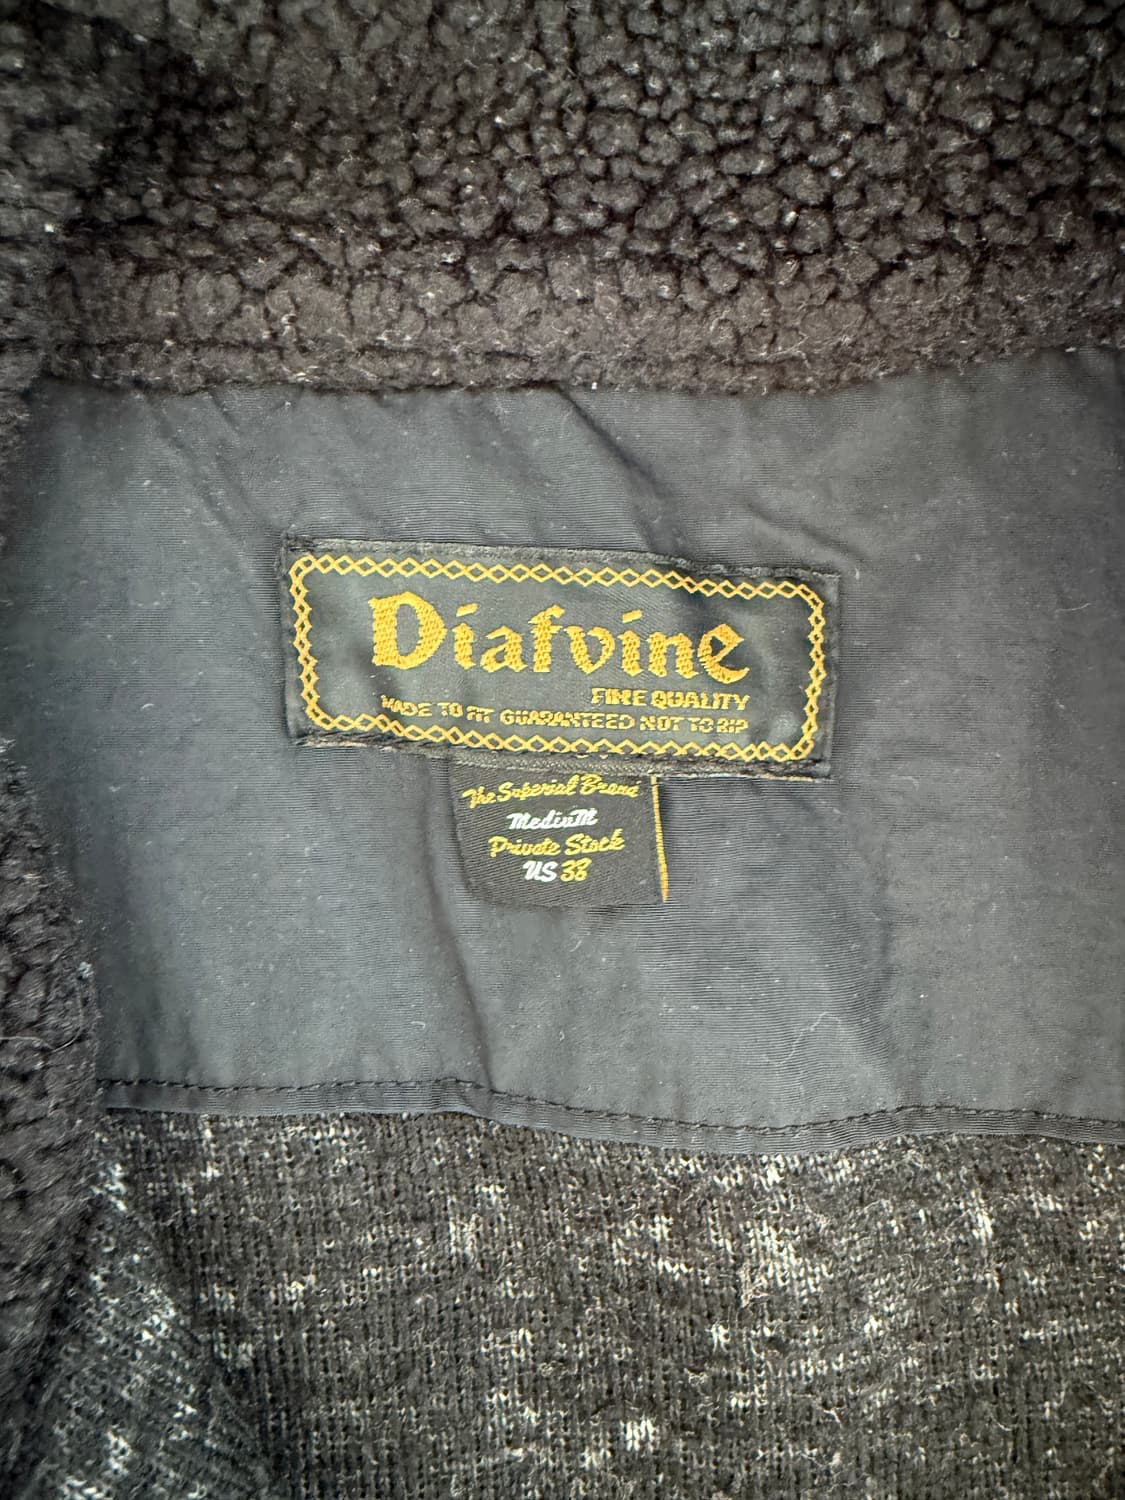 Diafvine
FINE QUALITY
MADE TO FIT GUARANTEED NOT TO RIP
The Superial Brand
MediuM
Private Stock
US 38